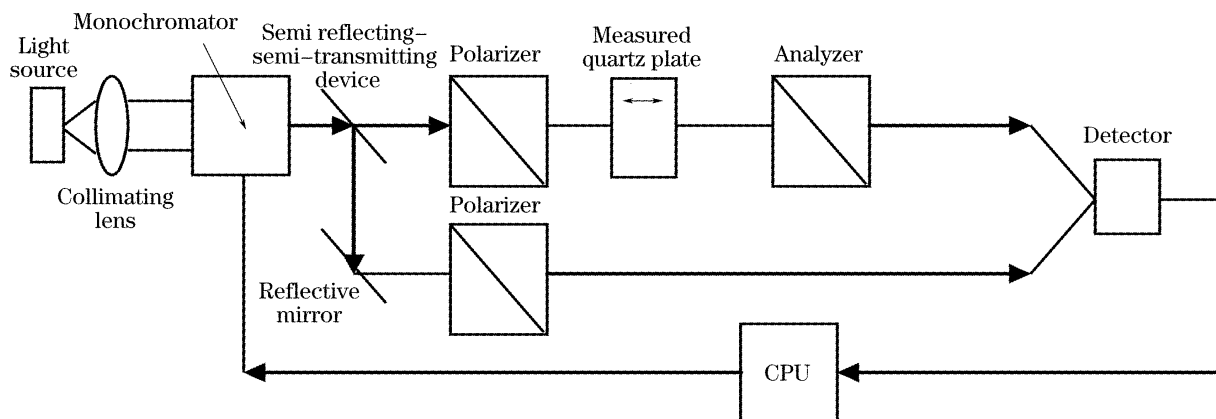 Monochromator
Light
source
Semi reflecting-
semi-transmitting
device
Polarizer
Measured
quartz plate
Analyzer
Detector
Collimating
lens
Polarizer
Reflective
mirror
CPU